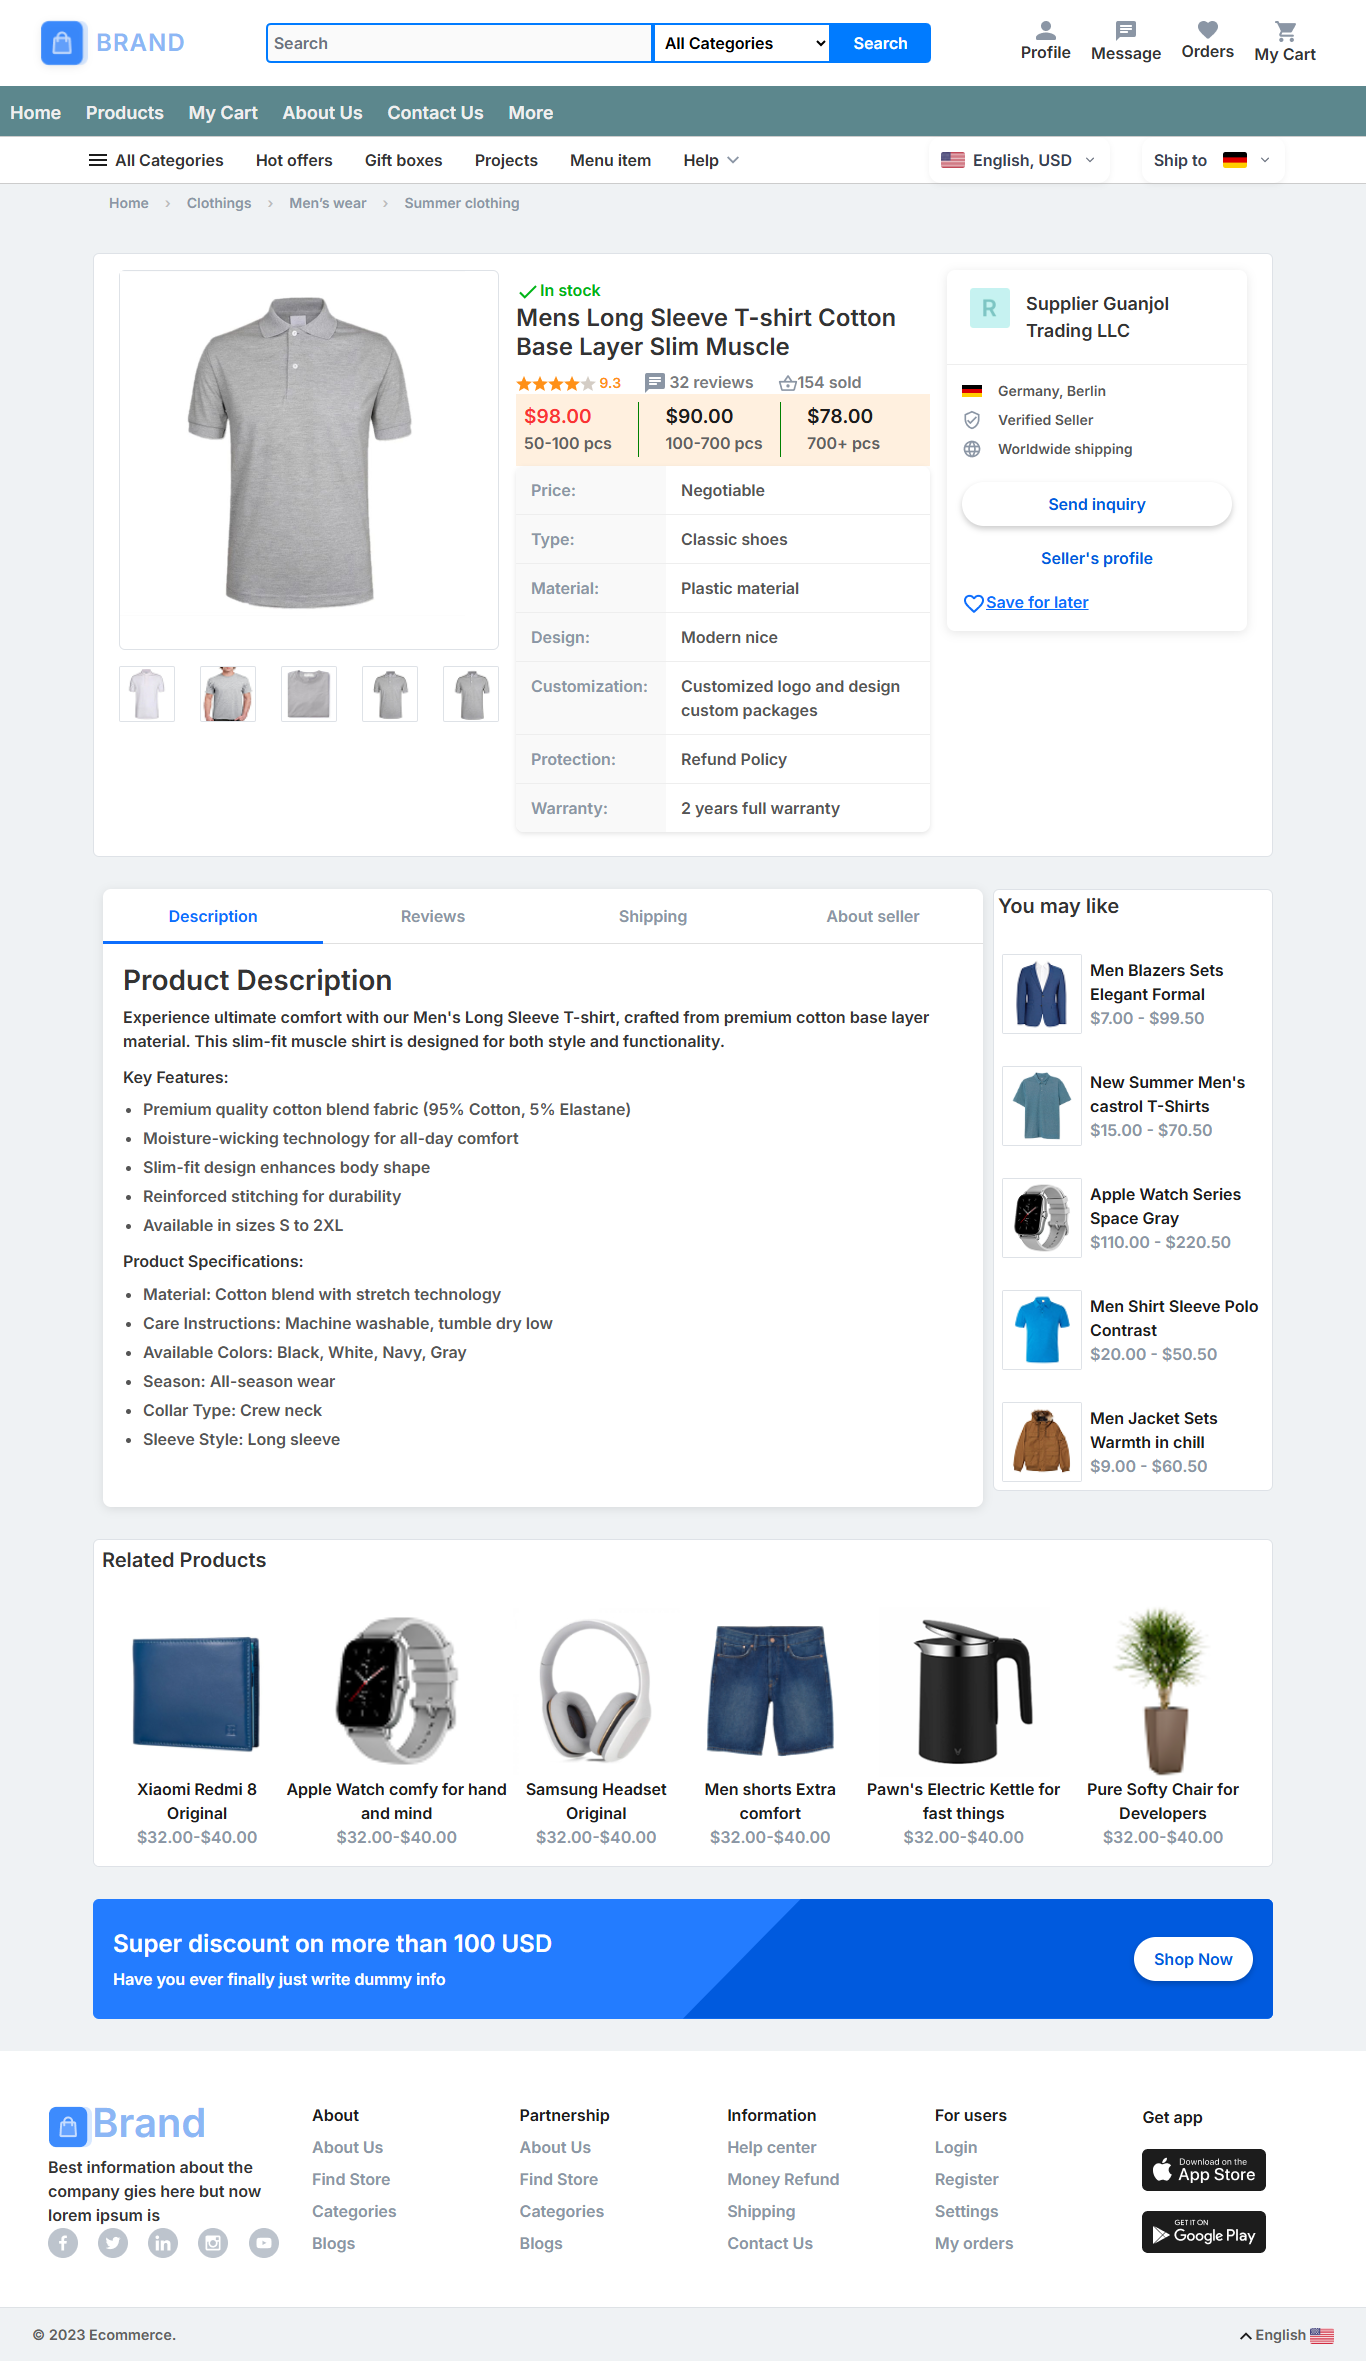 BRAND
Search
All Categories
Search
Profile
Message
Orders
My Cart
Home
Products
My Cart
About Us
Contact Us
More
All Categories
Hot offers
Gift boxes
Projects
Menu item
Help
English, USD
Ship to
Home
Clothings
Men’s wear
Summer clothing
In stock
Mens Long Sleeve T-shirt Cotton
Base Layer Slim Muscle
9.3
32 reviews
154 sold
$98.00
50-100 pcs
$90.00
100-700 pcs
$78.00
700+ pcs
Price:
Negotiable
Type:
Classic shoes
Material:
Plastic material
Design:
Modern nice
Customization:
Customized logo and design
custom packages
Protection:
Refund Policy
Warranty:
2 years full warranty
R
Supplier Guanjol
Trading LLC
Germany, Berlin
Verified Seller
Worldwide shipping
Send inquiry
Seller's profile
Save for later
Description
Reviews
Shipping
About seller
Product Description
Experience ultimate comfort with our Men's Long Sleeve T-shirt, crafted from premium cotton base layer
material. This slim-fit muscle shirt is designed for both style and functionality.
Key Features:
Premium quality cotton blend fabric (95% Cotton, 5% Elastane)
Moisture-wicking technology for all-day comfort
Slim-fit design enhances body shape
Reinforced stitching for durability
Available in sizes S to 2XL
Product Specifications:
Material: Cotton blend with stretch technology
Care Instructions: Machine washable, tumble dry low
Available Colors: Black, White, Navy, Gray
Season: All-season wear
Collar Type: Crew neck
Sleeve Style: Long sleeve
You may like
Men Blazers Sets
Elegant Formal
$7.00 - $99.50
New Summer Men's
castrol T-Shirts
$15.00 - $70.50
Apple Watch Series
Space Gray
$110.00 - $220.50
Men Shirt Sleeve Polo
Contrast
$20.00 - $50.50
Men Jacket Sets
Warmth in chill
$9.00 - $60.50
Related Products
Xiaomi Redmi 8
Original
$32.00-$40.00
Apple Watch comfy for hand
and mind
$32.00-$40.00
Samsung Headset
Original
$32.00-$40.00
Men shorts Extra
comfort
$32.00-$40.00
Pawn's Electric Kettle for
fast things
$32.00-$40.00
Pure Softy Chair for
Developers
$32.00-$40.00
Super discount on more than 100 USD
Have you ever finally just write dummy info
Shop Now
Brand
Best information about the
company gies here but now
lorem ipsum is
About
About Us
Find Store
Categories
Blogs
Partnership
About Us
Find Store
Categories
Blogs
Information
Help center
Money Refund
Shipping
Contact Us
For users
Login
Register
Settings
My orders
Get app
Download on the
App Store
GET IT ON
Google Play
© 2023 Ecommerce.
English